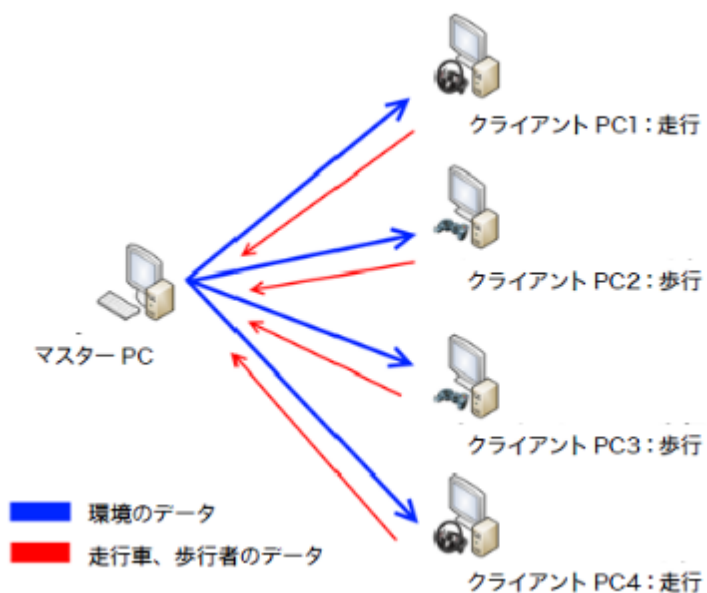 クライアント PC1：走行
クライアント PC2：歩行
マスター PC
クライアント PC3：歩行
環境のデータ
走行車、歩行者のデータ
クライアント PC4：走行